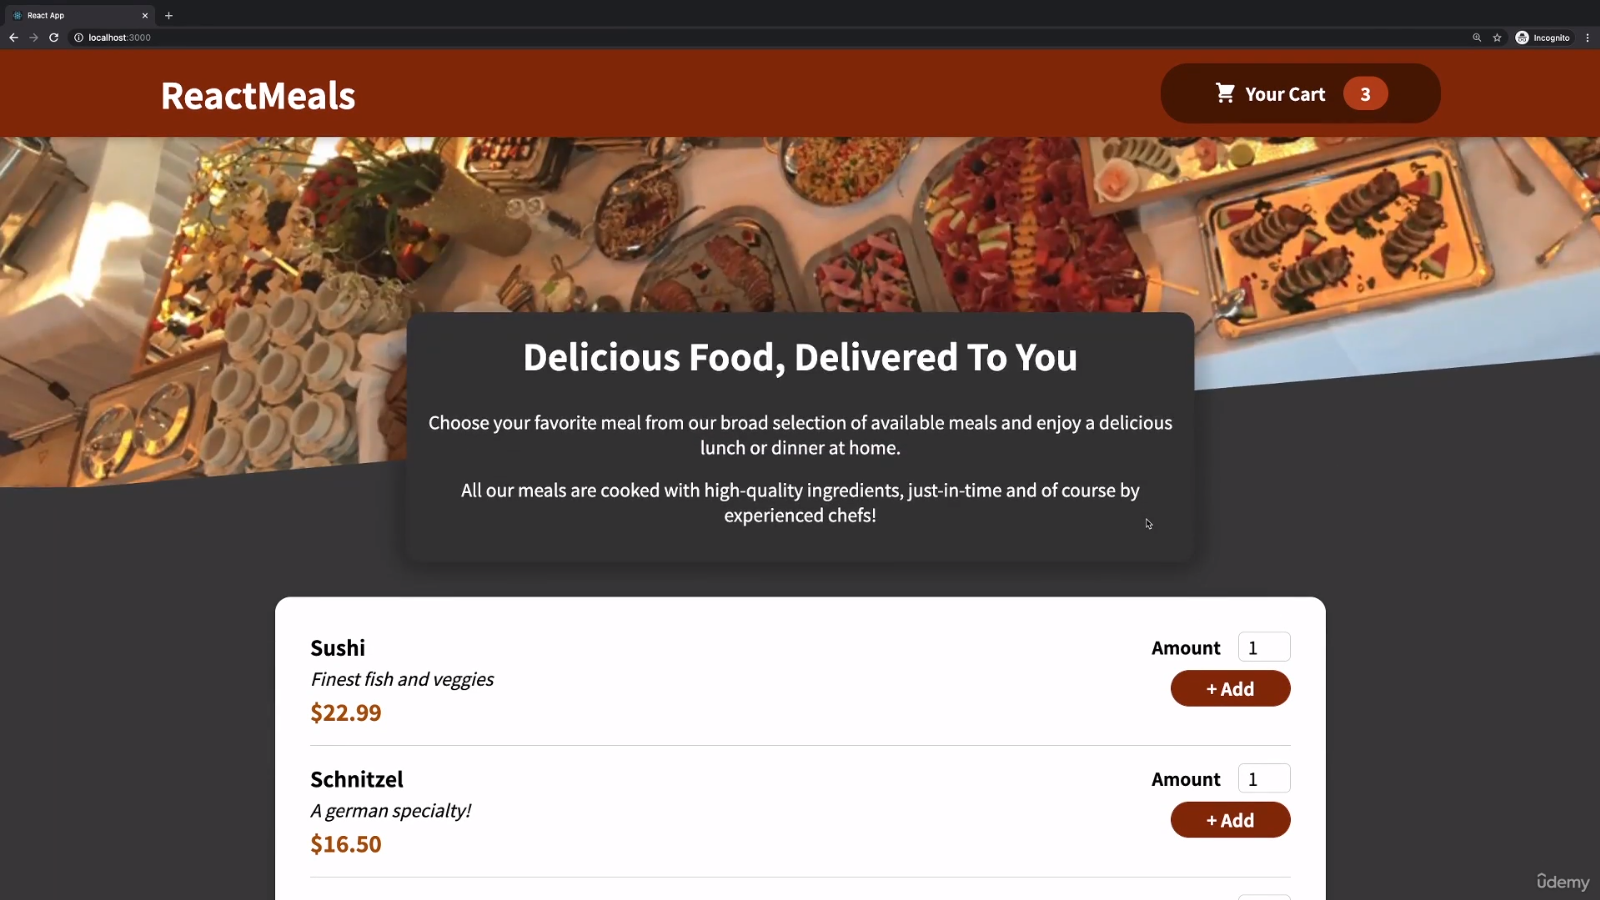 React App
localhost:3000
Incognito
ReactMeals
Your Cart 3
Delicious Food, Delivered To You
Choose your favorite meal from our broad selection of available meals and enjoy a delicious
lunch or dinner at home.
All our meals are cooked with high-quality ingredients, just-in-time and of course by
experienced chefs!
Sushi
Amount 1
Finest fish and veggies
+ Add
$22.99
Schnitzel
Amount 1
A german specialty!
+ Add
$16.50
ûdemy